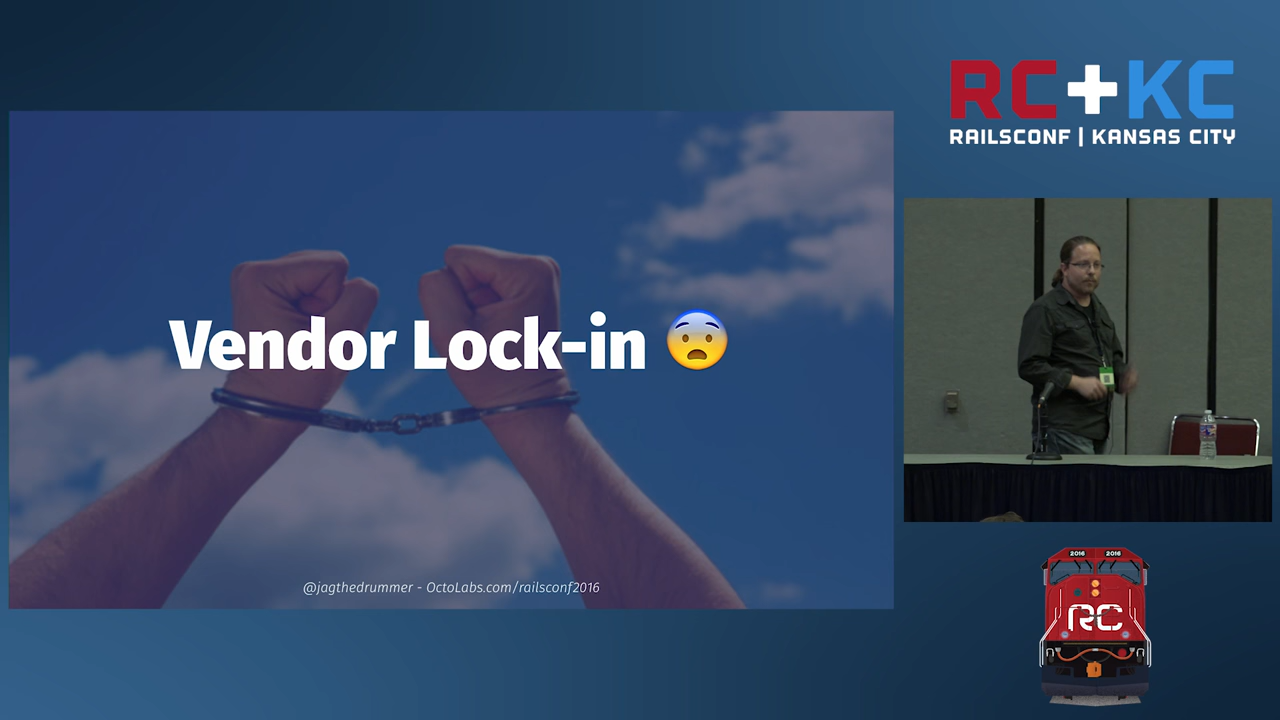 RC+KC
RAILSCONF | KANSAS CITY
Vendor Lock-in 😨
@jagthedrummer - OctoLabs.com/railsconf2016
2016 2016
RC